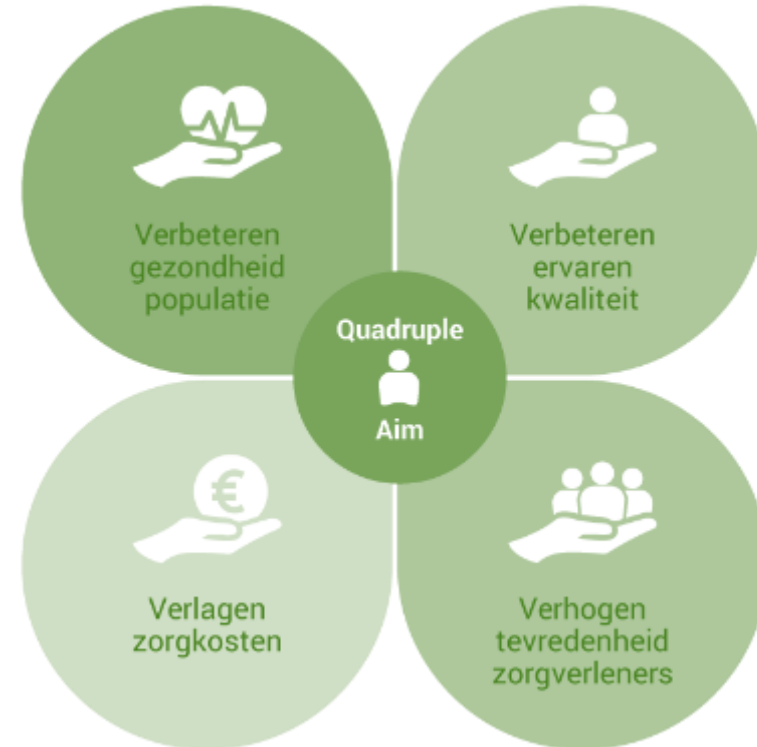 Verbeteren
gezondheid
populatie
Verbeteren
ervaren
kwaliteit
Quadruple
Aim
€
Verlagen
zorgkosten
Verhogen
tevredenheid
zorgverleners